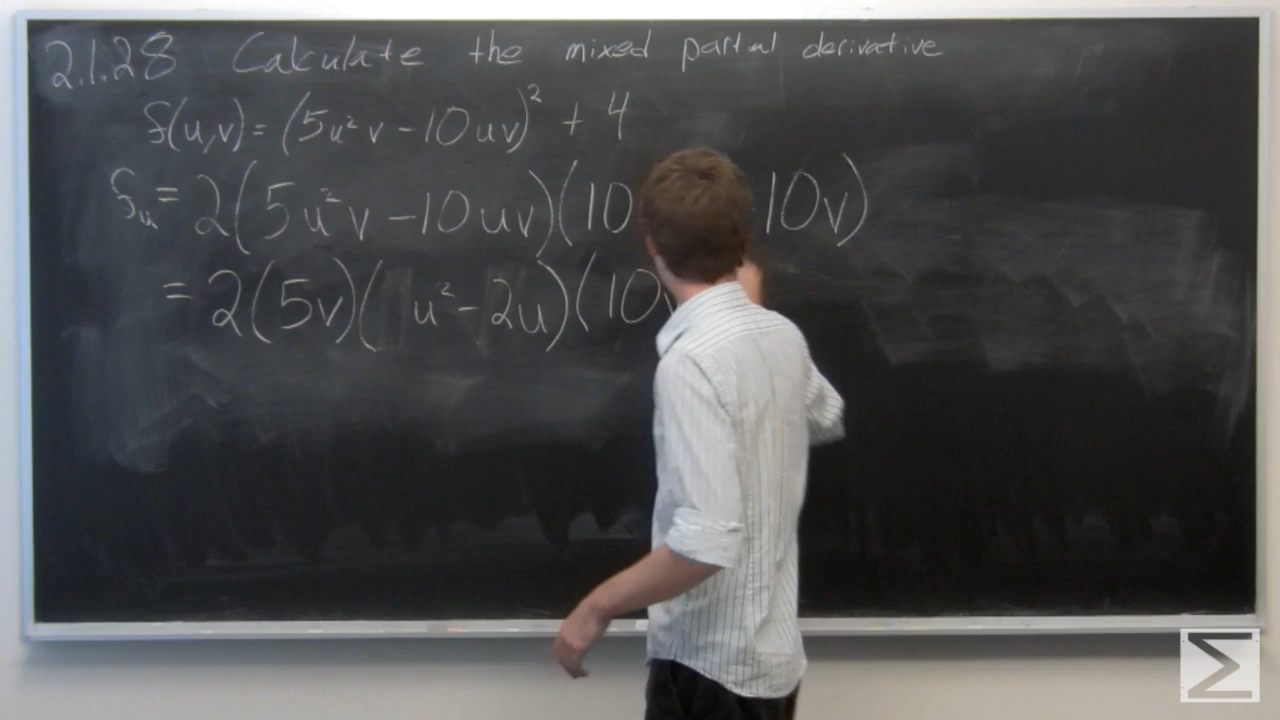 2.1.28 Calculate the mixed partial derivative
f(u,v) = (5u²v - 10uv)² + 4
fu = 2(5u²v - 10uv)(10 10v)
= 2(5v)(u² - 2u)(10
Σ